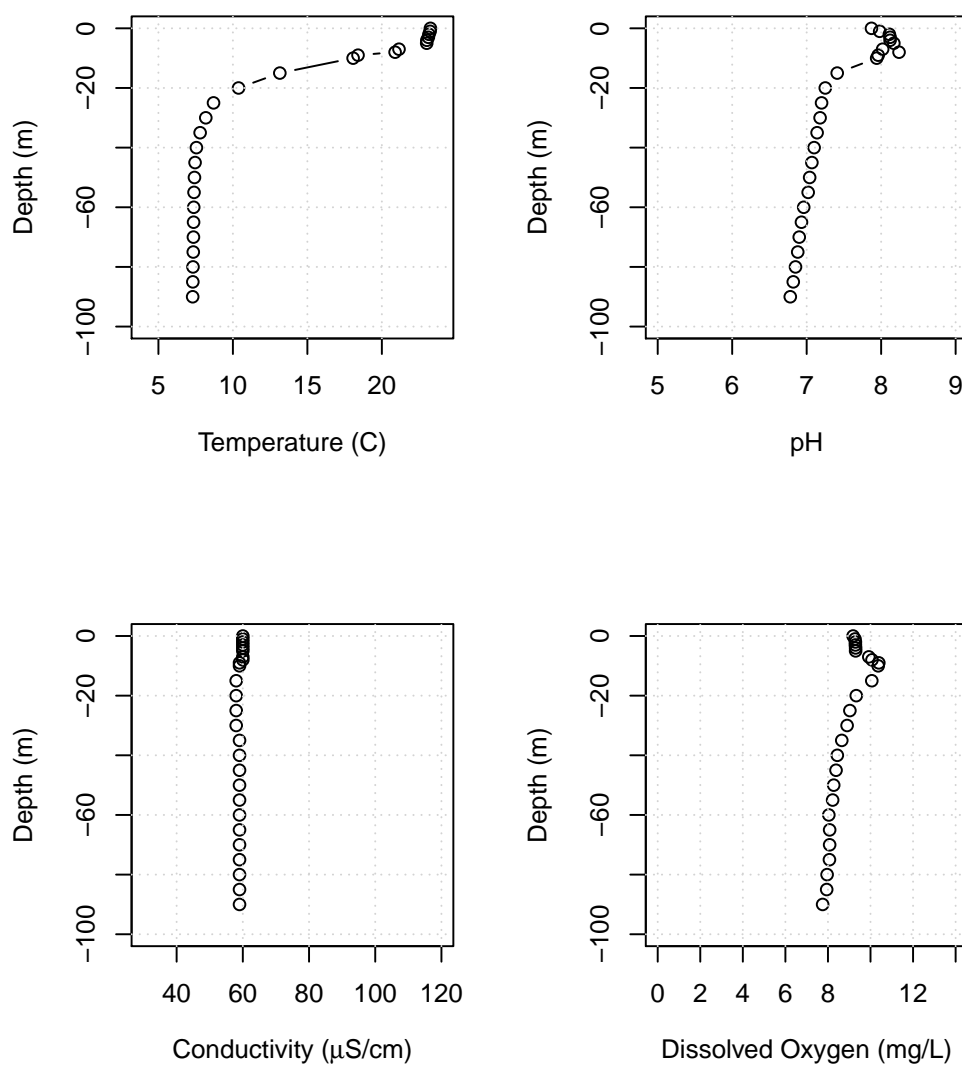 0
−20
−60
−100
Depth (m)
5 10 15 20
Temperature (C)
0
−20
−60
−100
Depth (m)
5 6 7 8 9
pH
0
−20
−60
−100
Depth (m)
40 60 80 100 120
Conductivity (μS/cm)
0
−20
−60
−100
Depth (m)
0 2 4 6 8 12
Dissolved Oxygen (mg/L)